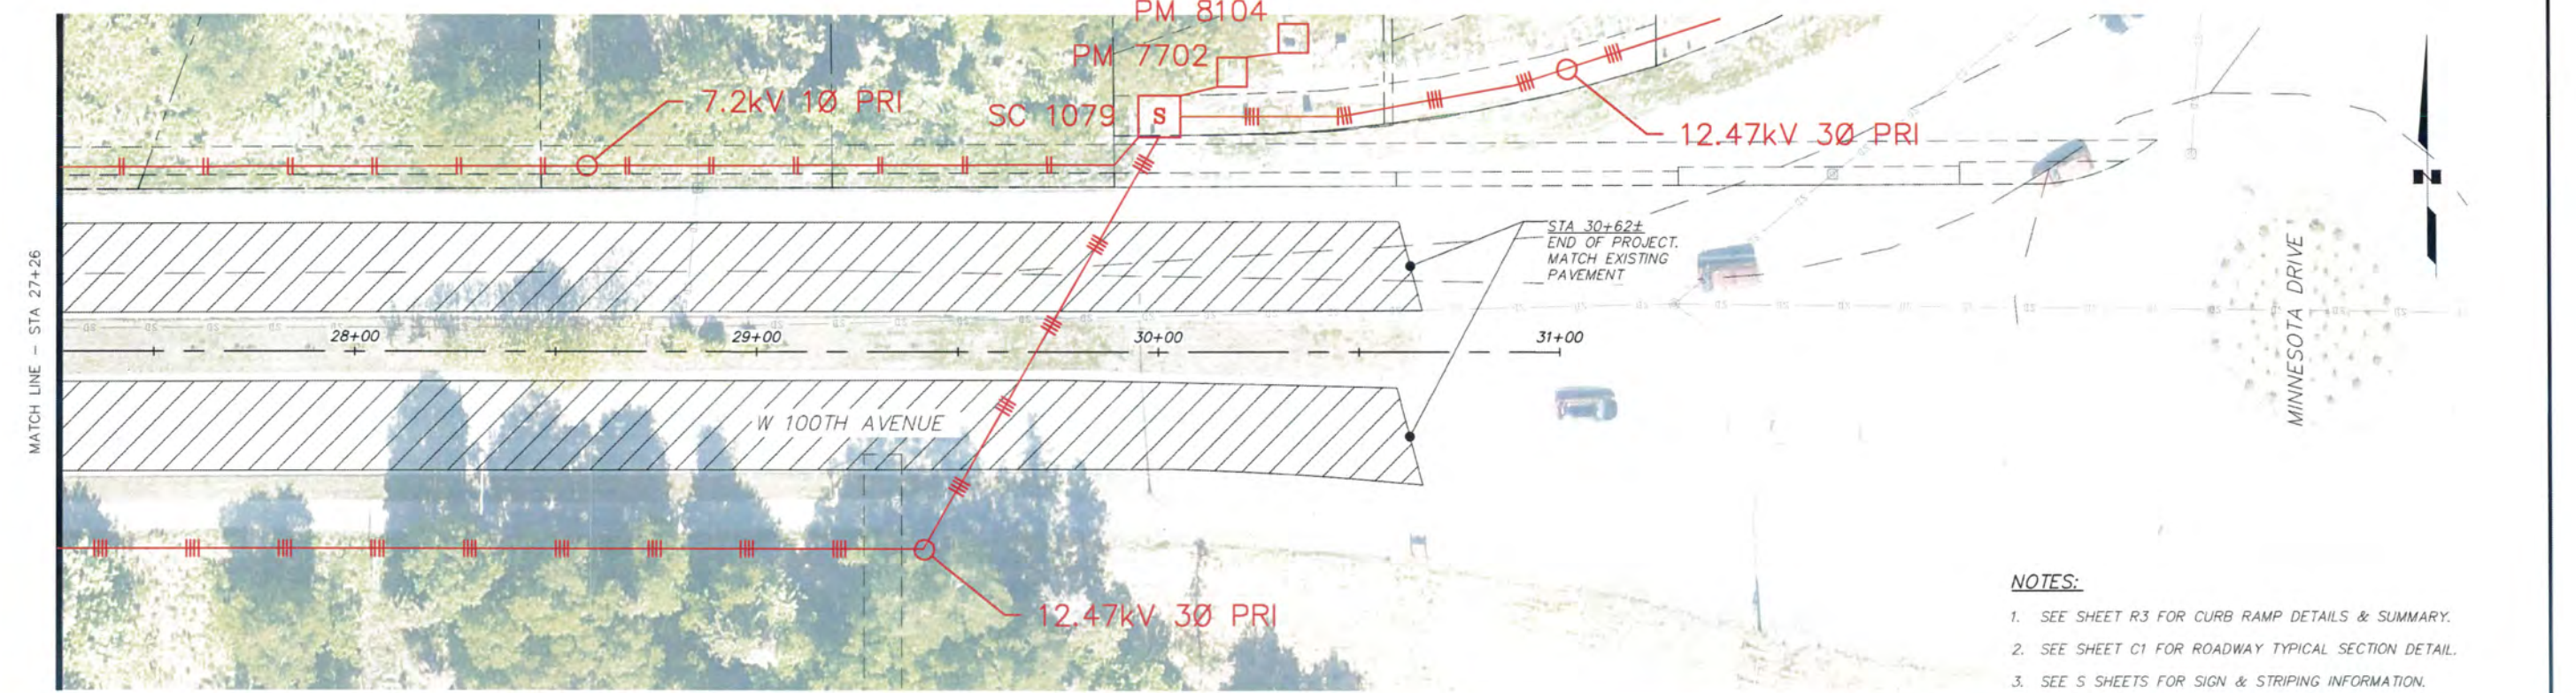 PM 8104
PM 7702
7.2kV 1Ø PRI
SC 1079
S
12.47kV 3Ø PRI
STA 30+62±
END OF PROJECT.
MATCH EXISTING
PAVEMENT
N
MATCH LINE - STA 27+26
MINNESOTA DRIVE
28+00
29+00
30+00
31+00
W 100TH AVENUE
12.47kV 3Ø PRI
NOTES:
1. SEE SHEET R3 FOR CURB RAMP DETAILS & SUMMARY.
2. SEE SHEET C1 FOR ROADWAY TYPICAL SECTION DETAIL.
3. SEE S SHEETS FOR SIGN & STRIPING INFORMATION.